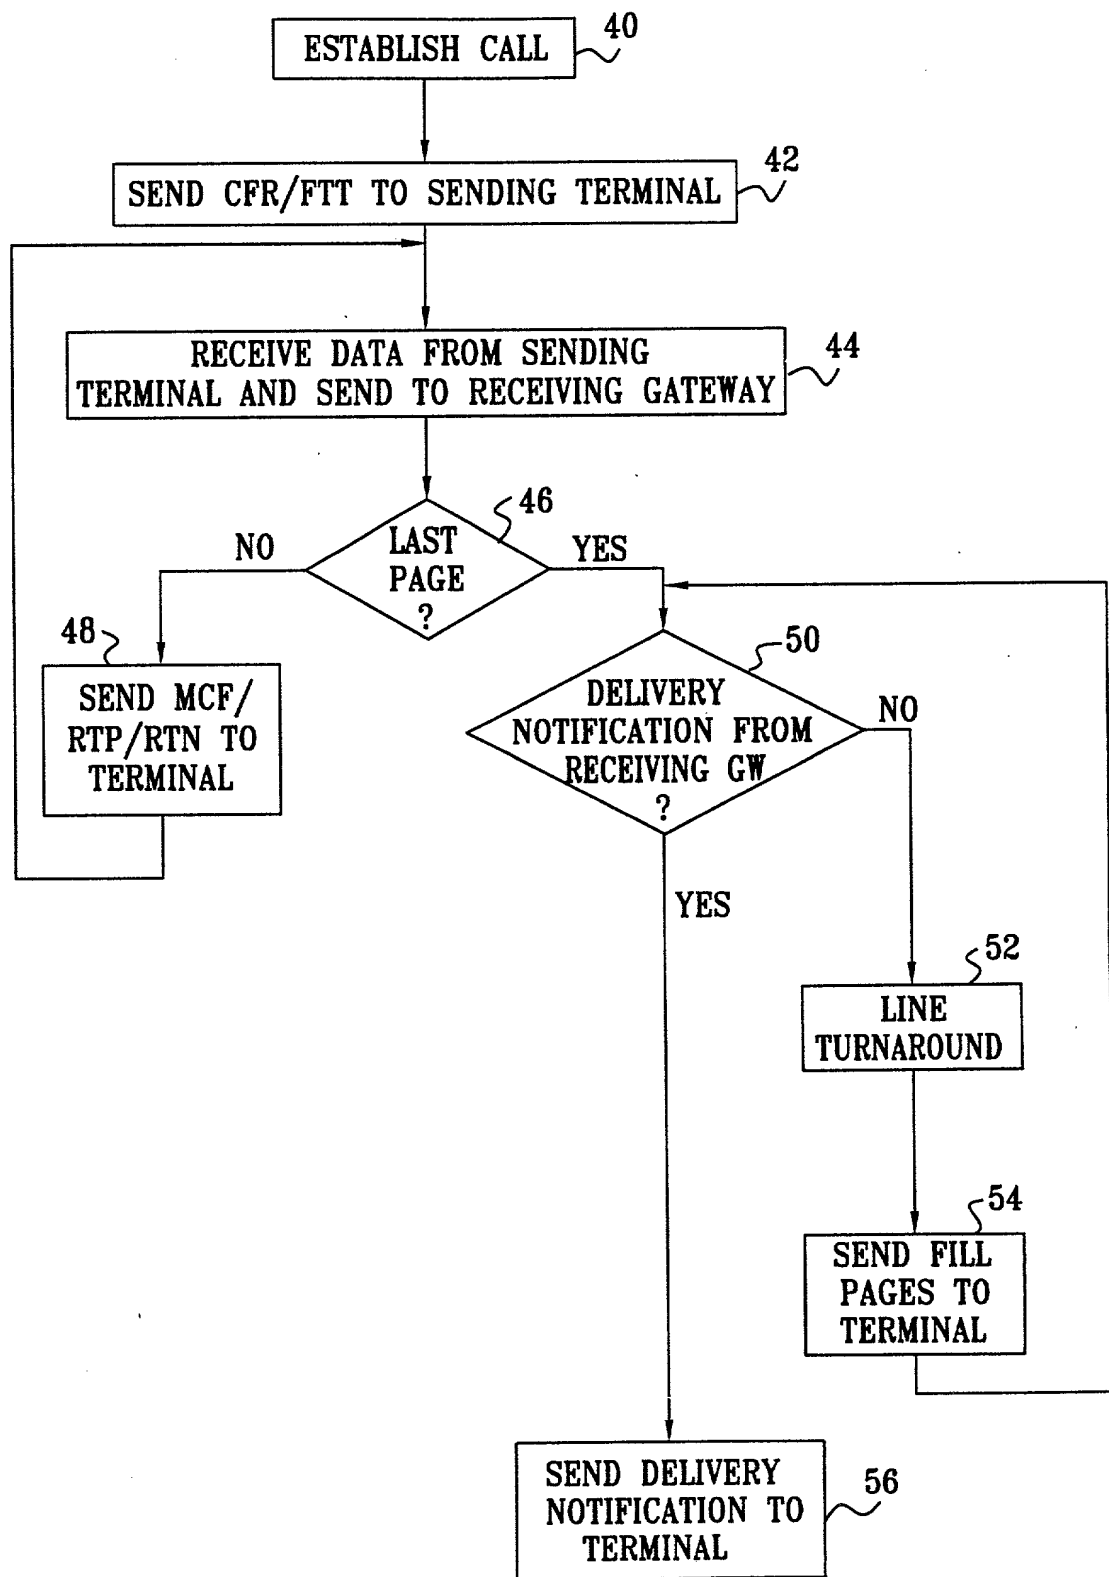 ESTABLISH CALL
40
SEND CFR/FTT TO SENDING TERMINAL
42
RECEIVE DATA FROM SENDING
TERMINAL AND SEND TO RECEIVING GATEWAY
44
46
LAST
PAGE
?
NO
YES
48
SEND MCF/
RTP/RTN TO
TERMINAL
50
DELIVERY
NOTIFICATION FROM
RECEIVING GW
?
NO
YES
52
LINE
TURNAROUND
54
SEND FILL
PAGES TO
TERMINAL
SEND DELIVERY
NOTIFICATION TO
TERMINAL
56